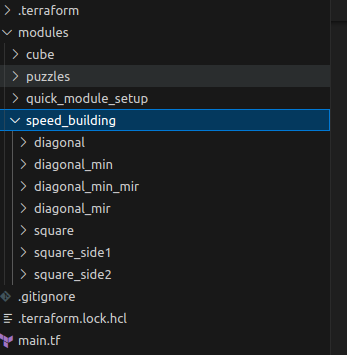 .terraform
modules
cube
puzzles
quick_module_setup
speed_building
diagonal
diagonal_min
diagonal_min_mir
diagonal_mir
square
square_side1
square_side2
.gitignore
.terraform.lock.hcl
main.tf